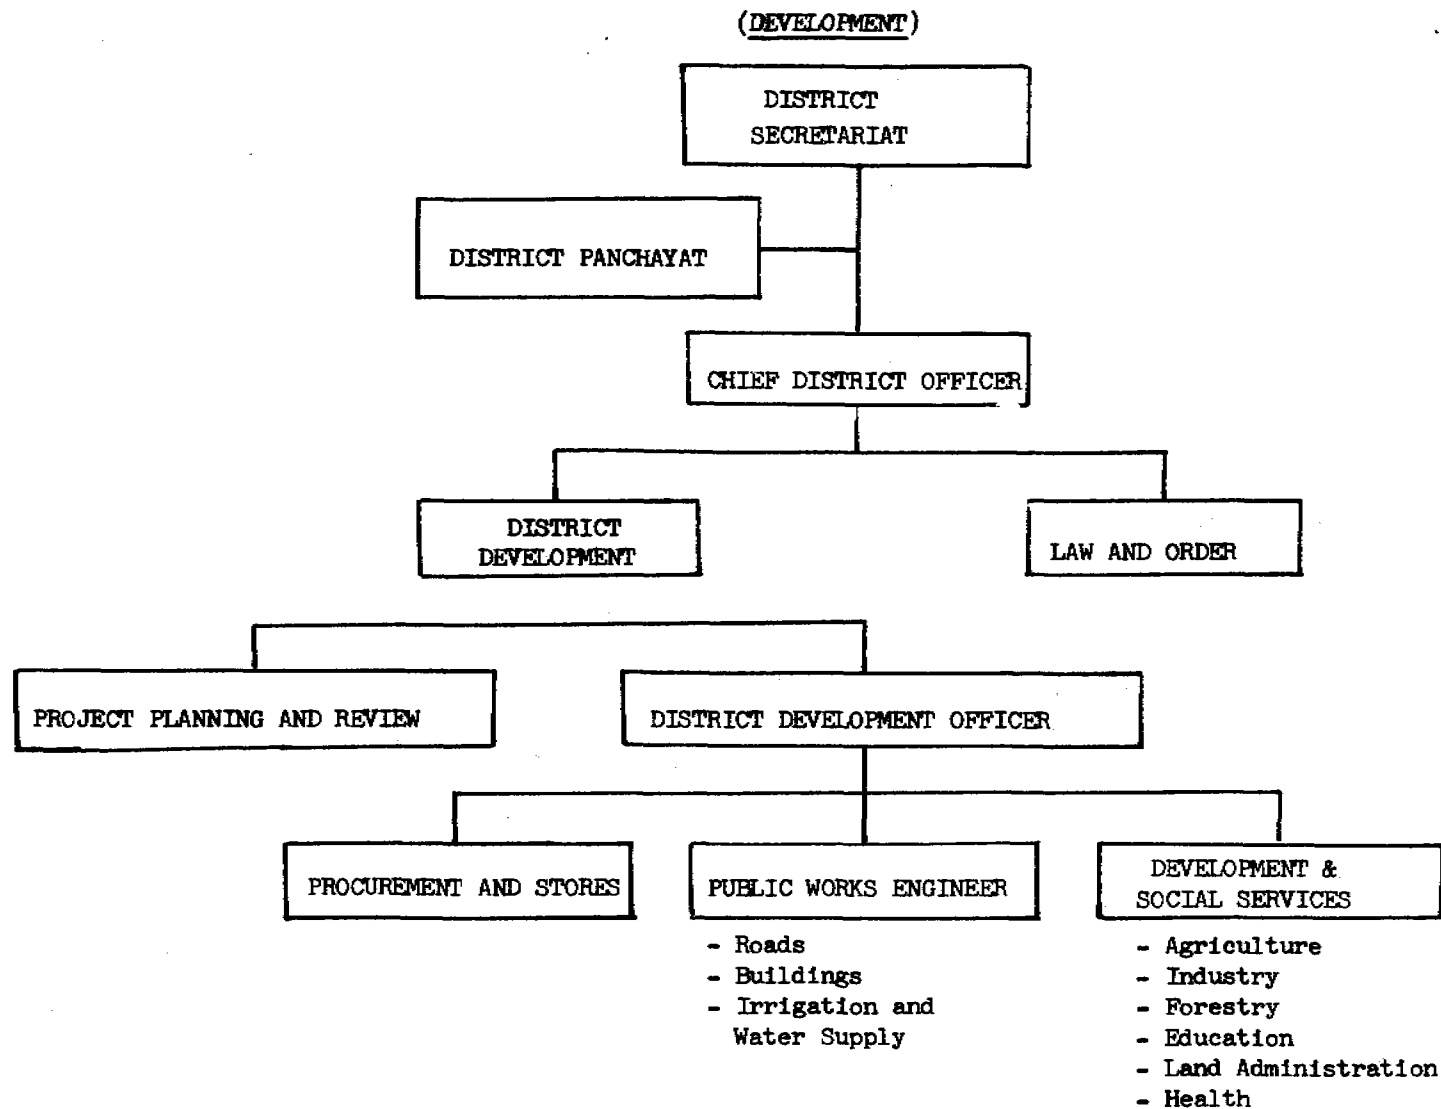 (DEVELOPMENT)
DISTRICT
SECRETARIAT
DISTRICT PANCHAYAT
CHIEF DISTRICT OFFICER
DISTRICT
DEVELOPMENT
LAW AND ORDER
PROJECT PLANNING AND REVIEW
DISTRICT DEVELOPMENT OFFICER
PROCUREMENT AND STORES
PUBLIC WORKS ENGINEER
- Roads
- Buildings
- Irrigation and
Water Supply
DEVELOPMENT &
SOCIAL SERVICES
- Agriculture
- Industry
- Forestry
- Education
- Land Administration
- Health